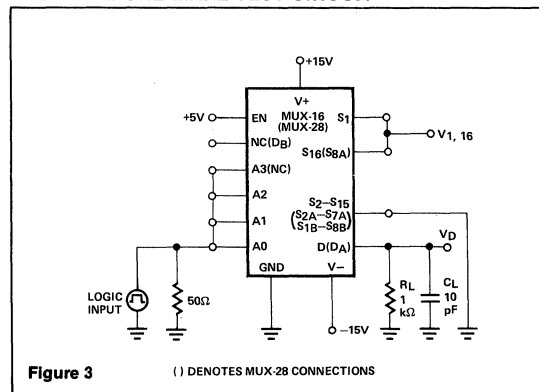 +15V
V+
+5V
EN
MUX-16
(MUX-28)
S1
V1, 16
NC(DB)
S16(S8A)
A3(NC)
A2
S2–S15
(S2A–S7A)
(S1B–S8B)
A1
VD
A0
D(DA)
GND
V−
LOGIC
INPUT
50Ω
RL
1
kΩ
CL
10
pF
−15V
Figure 3
( ) DENOTES MUX-28 CONNECTIONS